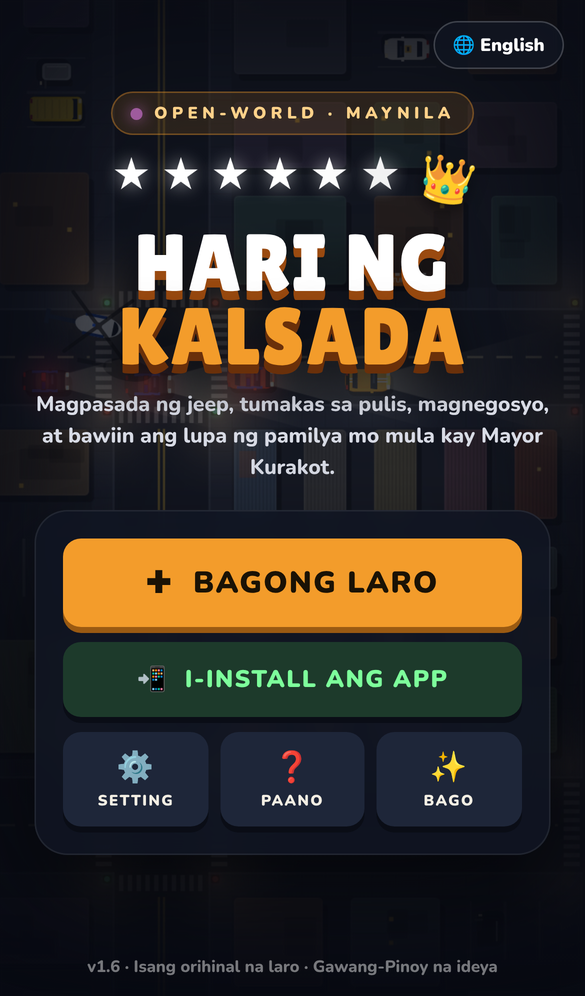 English
OPEN-WORLD · MAYNILA
HARI NG
KALSADA
Magpasada ng jeep, tumakas sa pulis, magnegosyo,
at bawiin ang lupa ng pamilya mo mula kay Mayor
Kurakot.
BAGONG LARO
I-INSTALL ANG APP
SETTING
PAANO
BAGO
v1.6 · Isang orihinal na laro · Gawang-Pinoy na ideya